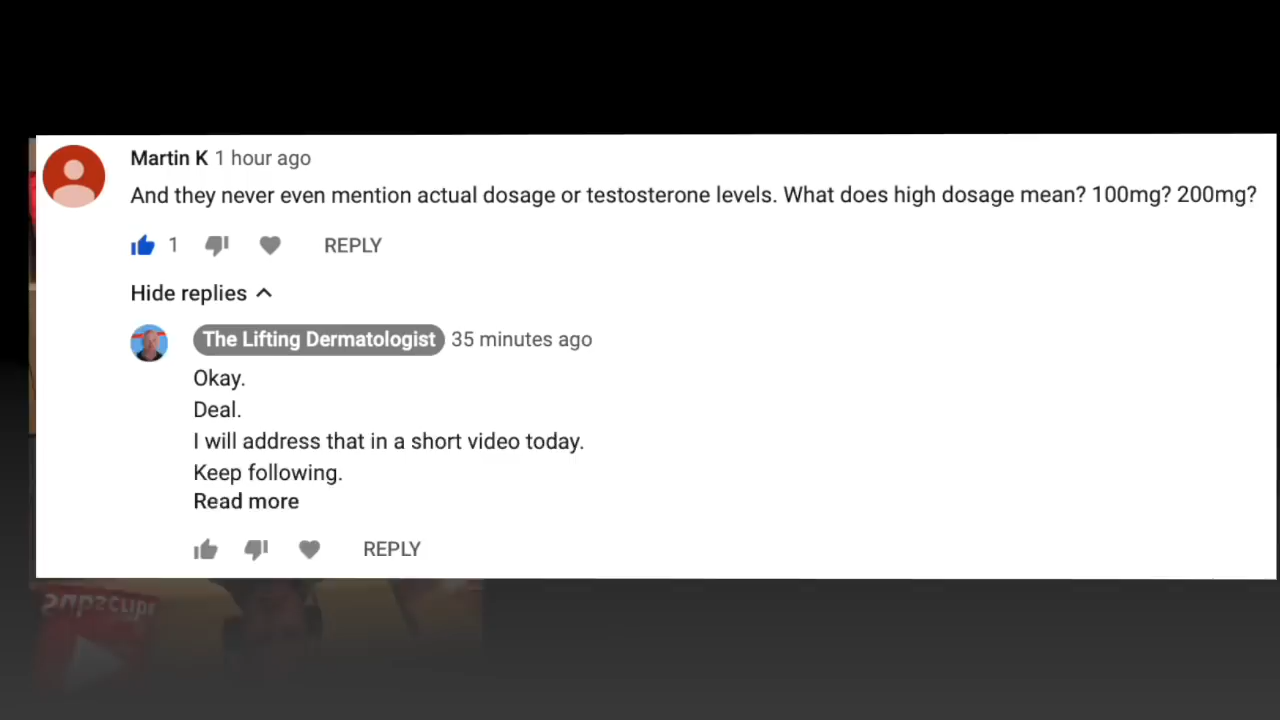 Martin K 1 hour ago
And they never even mention actual dosage or testosterone levels. What does high dosage mean? 100mg? 200mg?
1 REPLY
Hide replies
The Lifting Dermatologist 35 minutes ago
Okay.
Deal.
I will address that in a short video today.
Keep following.
Read more
REPLY